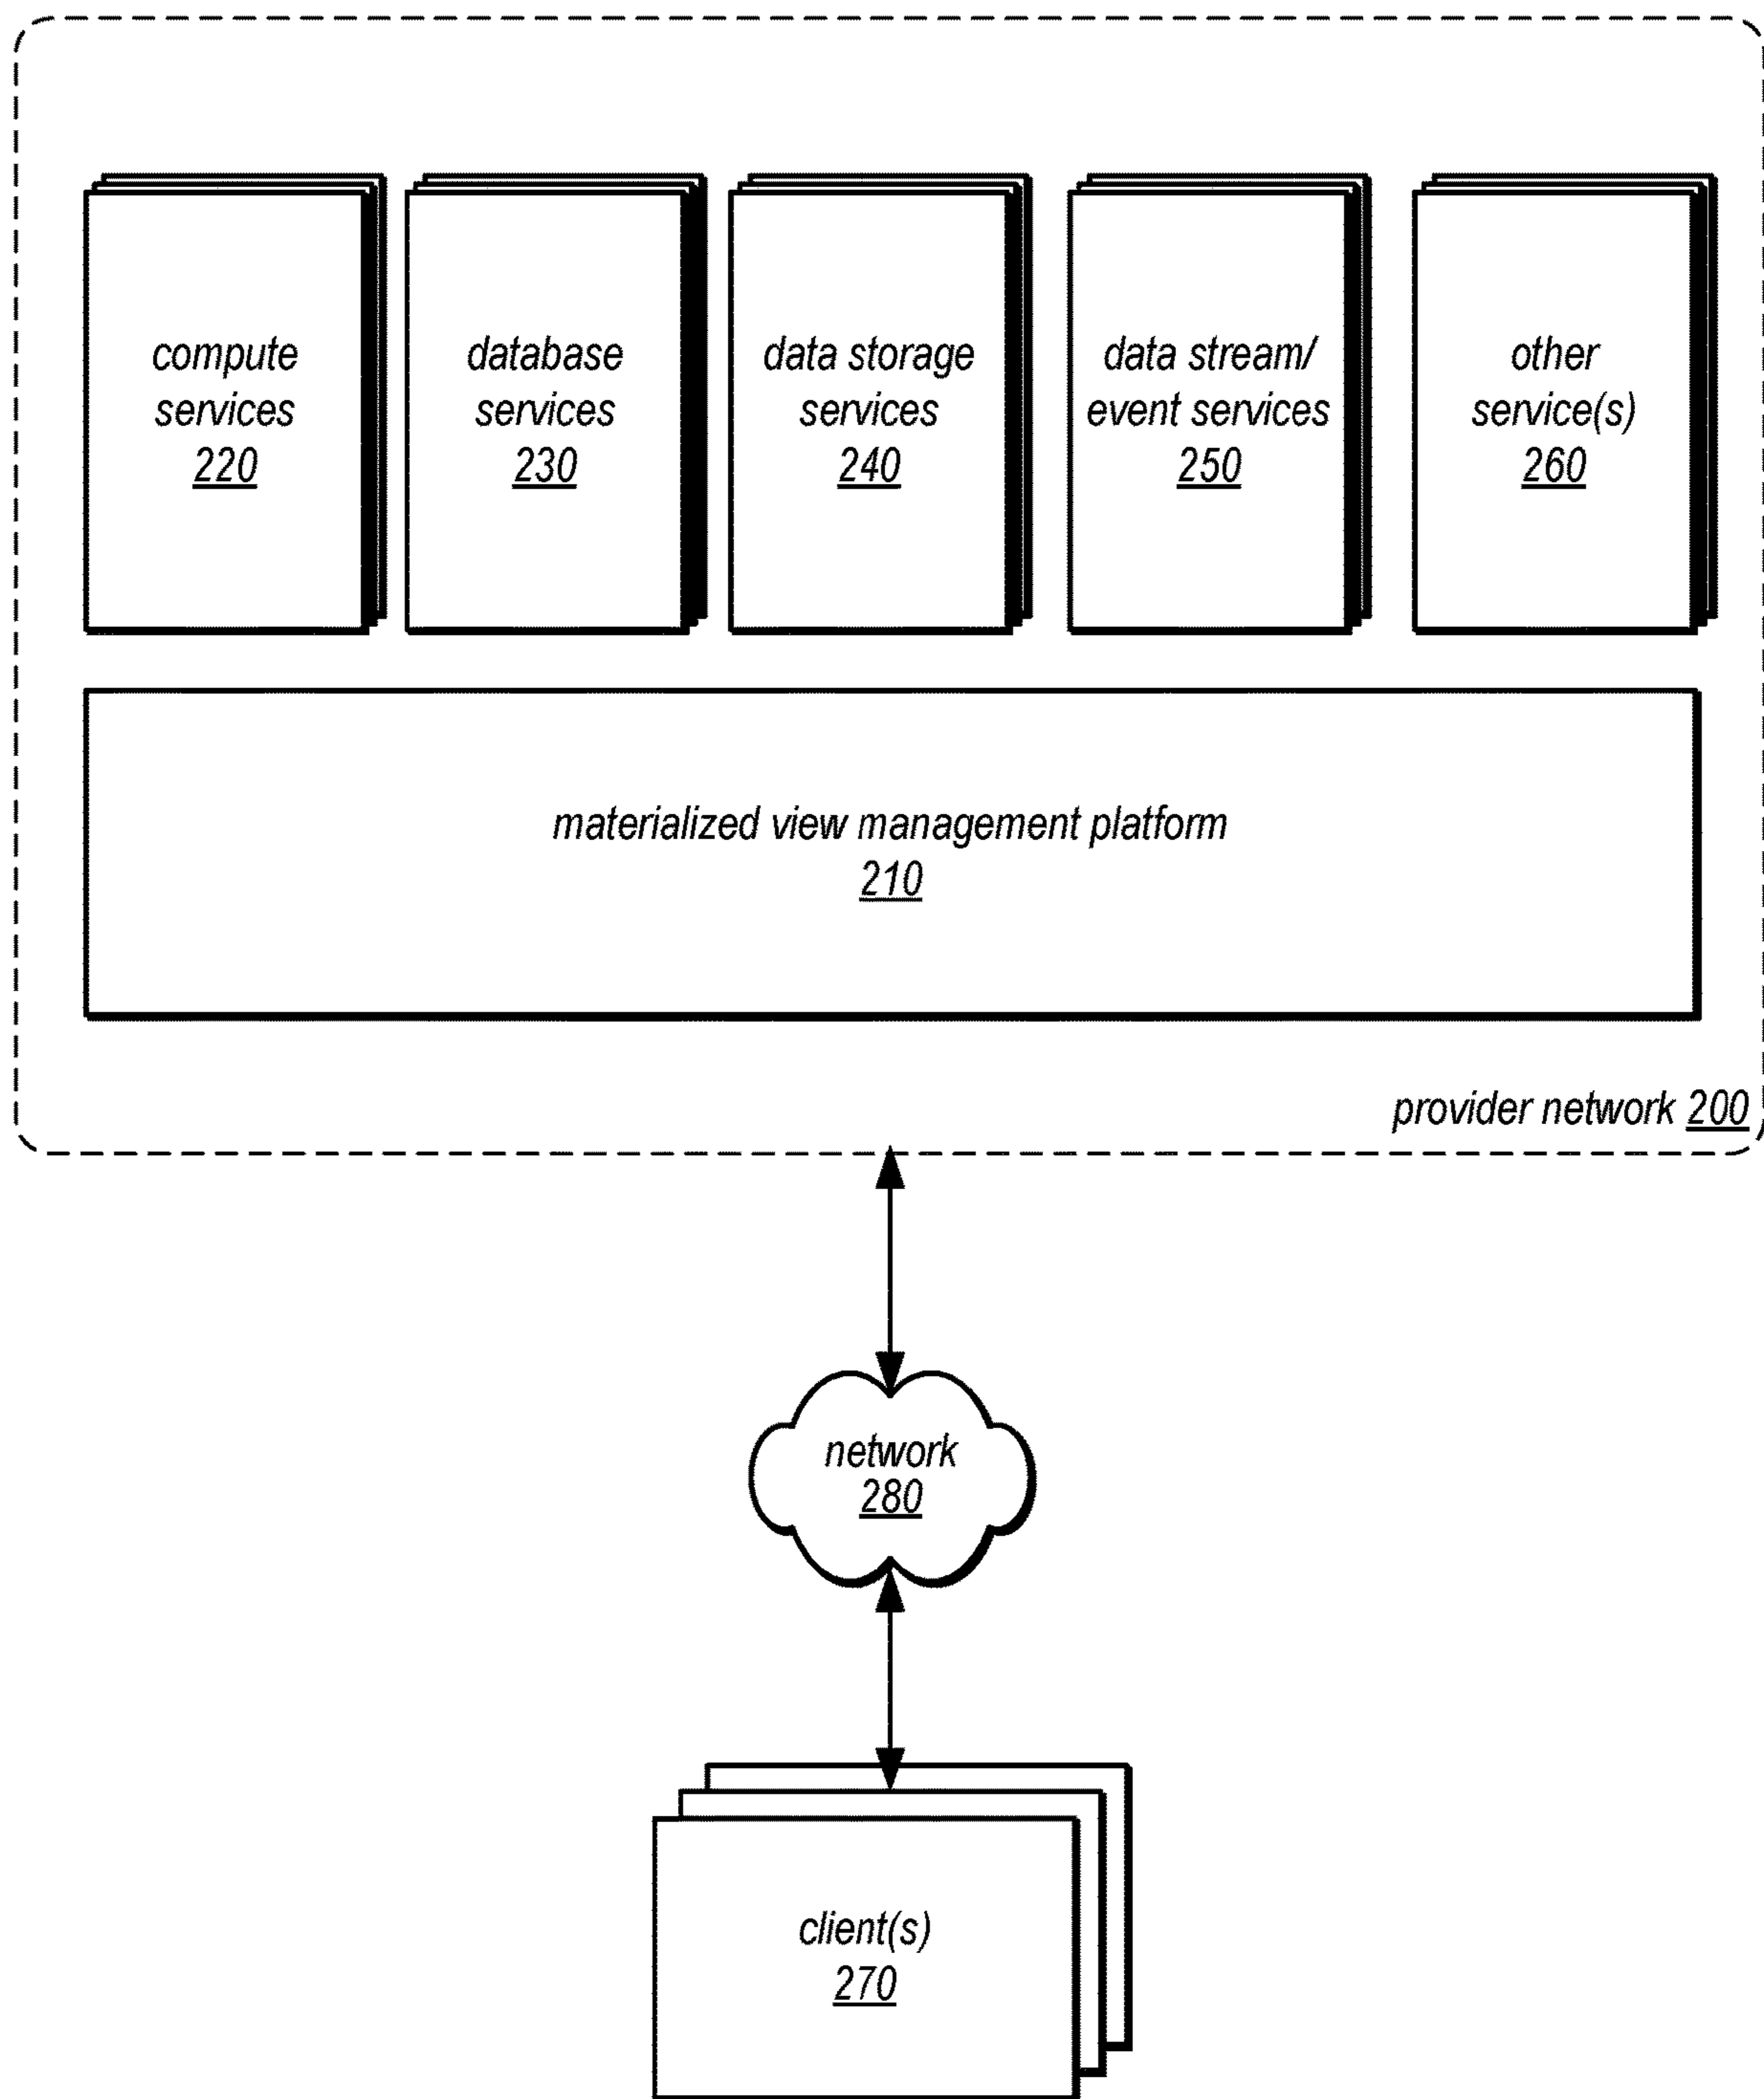 compute
services
220
database
services
230
data storage
services
240
data stream/
event services
250
other
service(s)
260
materialized view management platform
210
provider network 200
network
280
client(s)
270